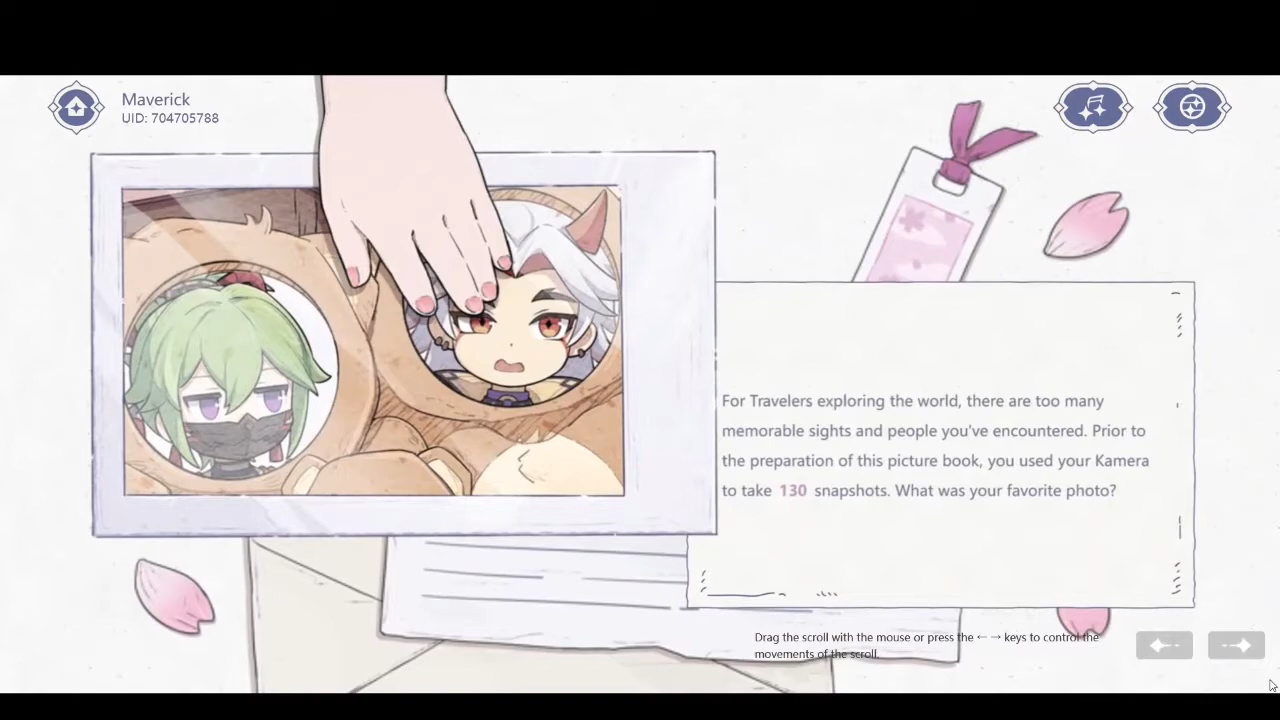 Maverick
UID: 704705788
For Travelers exploring the world, there are too many
memorable sights and people you've encountered. Prior to
the preparation of this picture book, you used your Kamera
to take 130 snapshots. What was your favorite photo?
Drag the scroll with the mouse or press the ← → keys to control the
movements of the scroll.